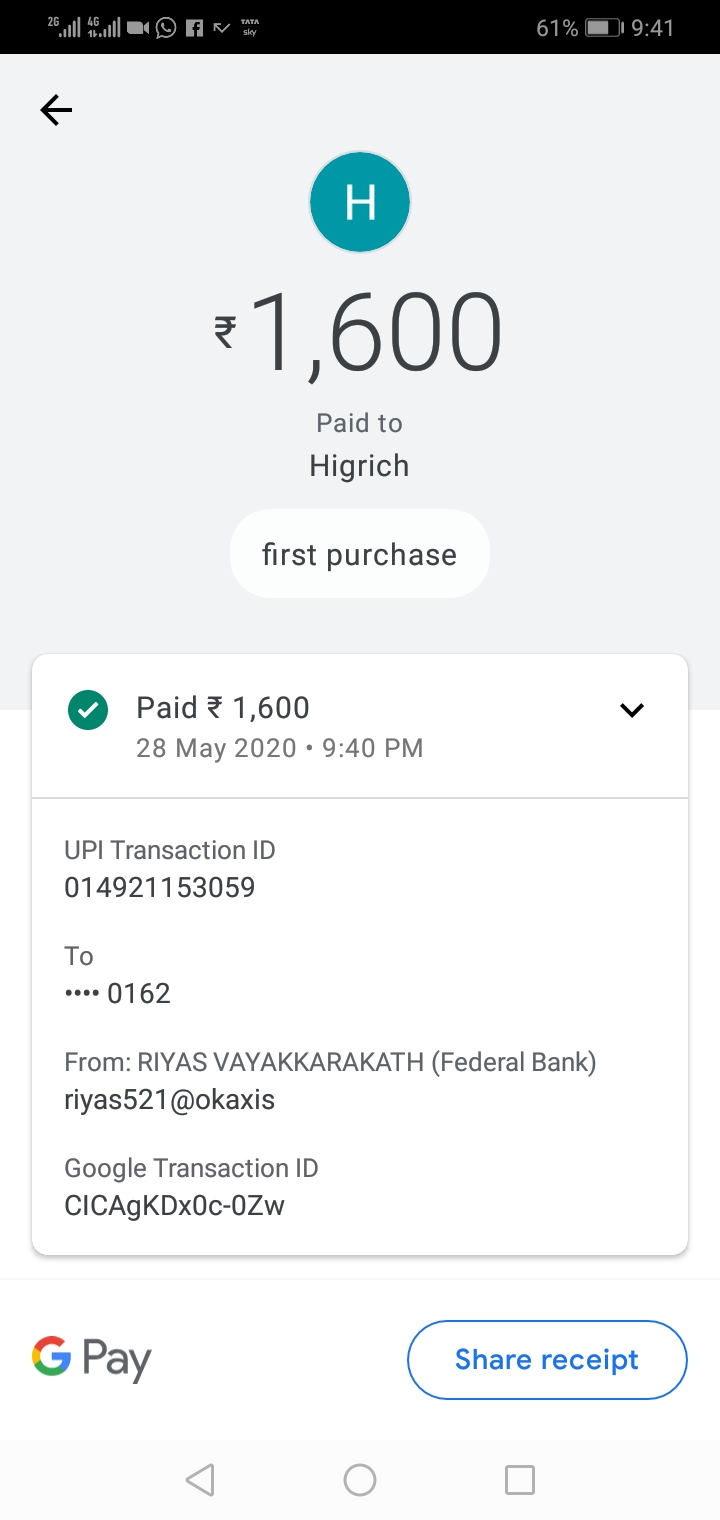 2G 4G TATA sky 61% 9:41
H
₹1,600
Paid to
Higrich
first purchase
Paid ₹ 1,600
28 May 2020 • 9:40 PM
UPI Transaction ID
014921153059
To
•••• 0162
From: RIYAS VAYAKKARAKATH (Federal Bank)
riyas521@okaxis
Google Transaction ID
CICAgKDx0c-0Zw
G Pay
Share receipt